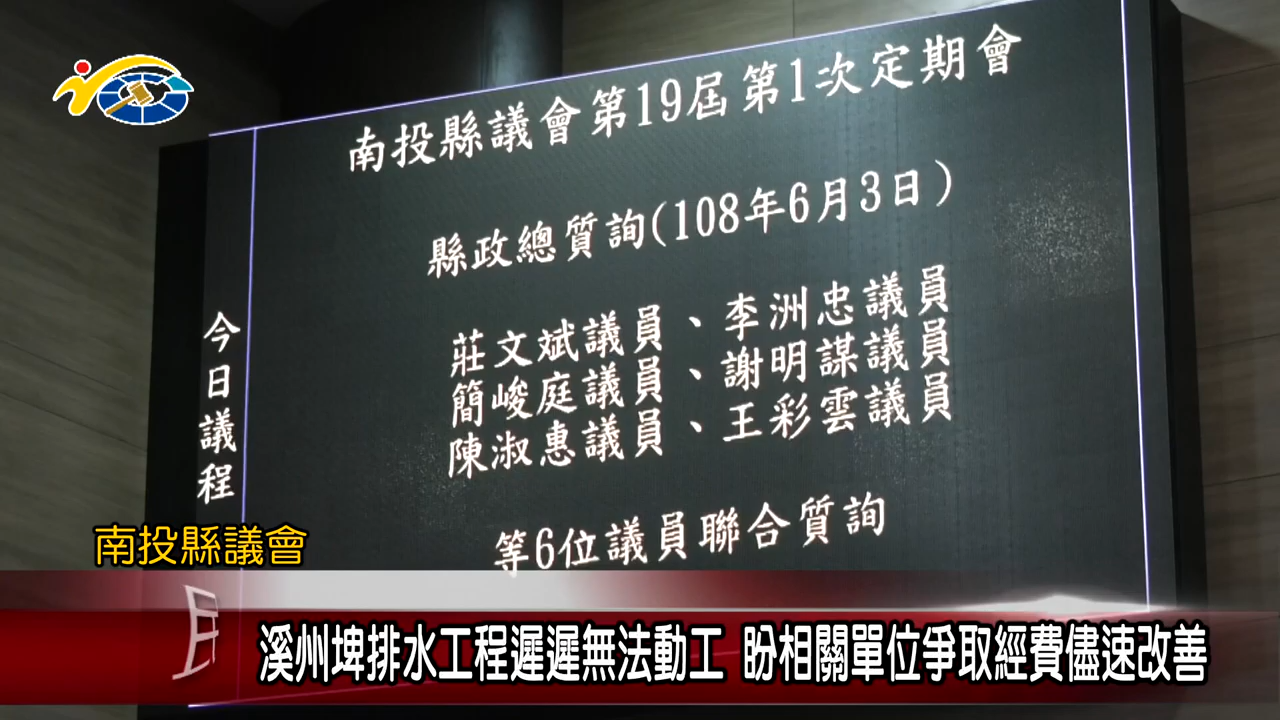 南投縣議會第19屆第1次定期會
縣政總質詢(108年6月3日)
莊文斌議員、李洲忠議員
簡峻庭議員、謝明謀議員
陳淑惠議員、王彩雲議員
等6位議員聯合質詢
今日議程
南投縣議會
溪州埤排水工程遲遲無法動工 盼相關單位爭取經費儘速改善